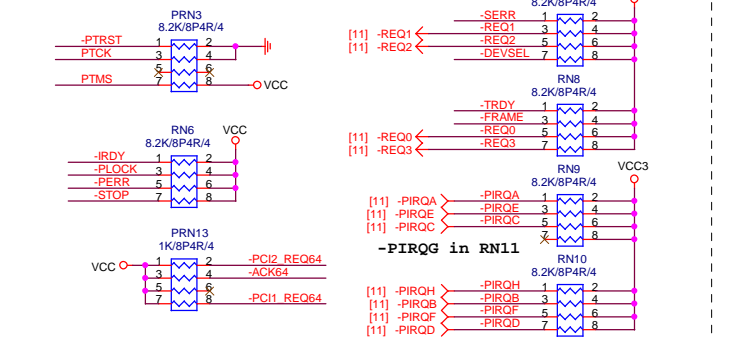 PRN3
8.2K/8P4R/4
-PTRST 1 2
PTCK 3 4
5 6
PTMS 7 8 VCC
RN6 VCC
8.2K/8P4R/4
-IRDY 1 2
-PLOCK 3 4
-PERR 5 6
-STOP 7 8
PRN13
1K/8P4R/4
VCC 1 2 -PCI2_REQ64
3 4 -ACK64
5 6
7 8 -PCI1_REQ64
8.2K/8P4R/4
-SERR 1 2
[11] -REQ1 -REQ1 3 4
[11] -REQ2 -REQ2 5 6
-DEVSEL 7 8
RN8
8.2K/8P4R/4
-TRDY 1 2
-FRAME 3 4
[11] -REQ0 -REQ0 5 6
[11] -REQ3 -REQ3 7 8
RN9 VCC3
8.2K/8P4R/4
[11] -PIRQA -PIRQA 1 2
[11] -PIRQE -PIRQE 3 4
[11] -PIRQC -PIRQC 5 6
7 8
-PIRQG in RN11
RN10
8.2K/8P4R/4
[11] -PIRQH -PIRQH 1 2
[11] -PIRQB -PIRQB 3 4
[11] -PIRQF -PIRQF 5 6
[11] -PIRQD -PIRQD 7 8